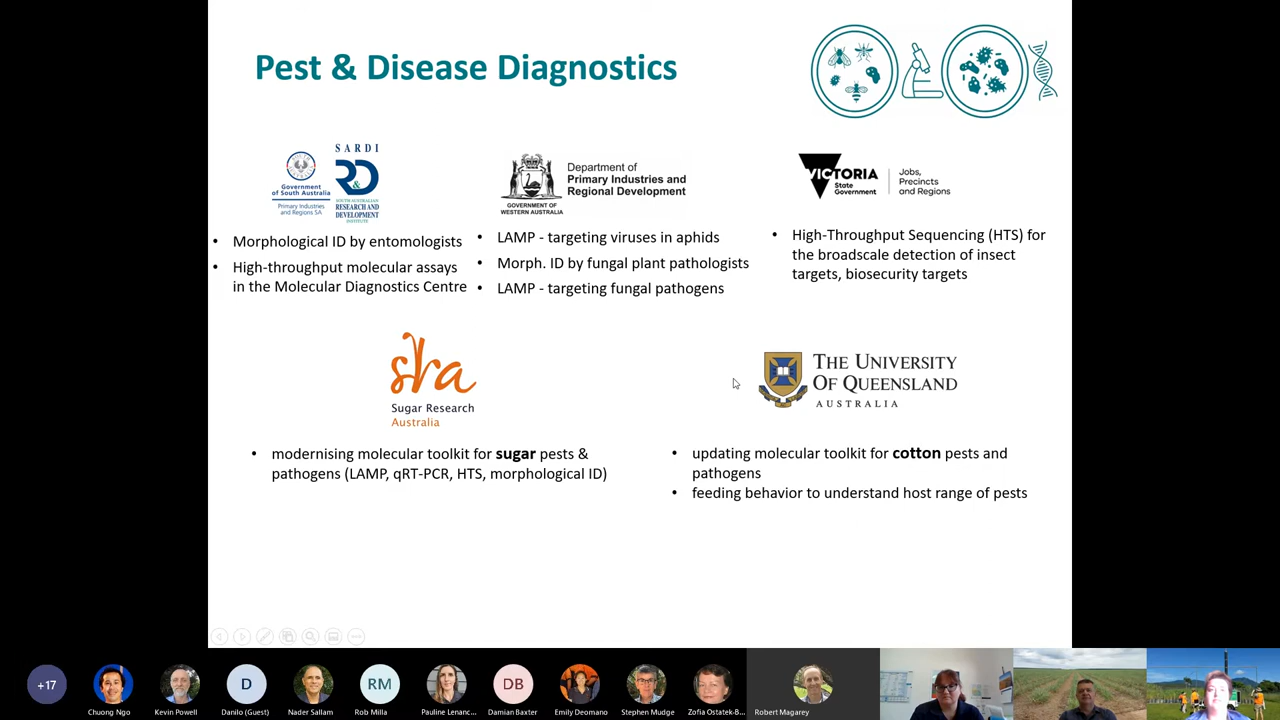 Pest & Disease Diagnostics
SARDI
Government
of South Australia
Primary Industries
and Regions SA
SOUTH AUSTRALIAN
RESEARCH AND
DEVELOPMENT
INSTITUTE
• Morphological ID by entomologists
• High-throughput molecular assays
in the Molecular Diagnostics Centre
Department of
Primary Industries and
Regional Development
GOVERNMENT OF
WESTERN AUSTRALIA
• LAMP - targeting viruses in aphids
• Morph. ID by fungal plant pathologists
• LAMP - targeting fungal pathogens
VICTORIA
State
Government
Jobs,
Precincts
and Regions
• High-Throughput Sequencing (HTS) for
the broadscale detection of insect
targets, biosecurity targets
sra
Sugar Research
Australia
• modernising molecular toolkit for sugar pests &
pathogens (LAMP, qRT-PCR, HTS, morphological ID)
THE UNIVERSITY
OF QUEENSLAND
AUSTRALIA
• updating molecular toolkit for cotton pests and
pathogens
• feeding behavior to understand host range of pests
+17
D
RM
DB
Chuong Ngo
Kevin Powell
Danilo (Guest)
Nader Sallam
Rob Milla
Pauline Lenanc...
Damian Baxter
Emily Deomano
Stephen Mudge
Zofia Ostatek-B...
Robert Magarey